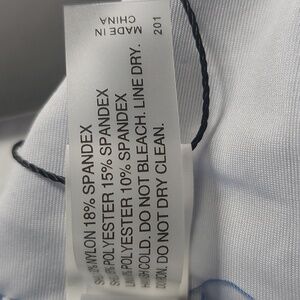 NYLON 18% SPANDEX
POLYESTER 15% SPANDEX
POLYESTER 10% SPANDEX
COLD. DO NOT BLEACH. LINE DRY.
DO NOT DRY CLEAN.
MADE IN
CHINA
201